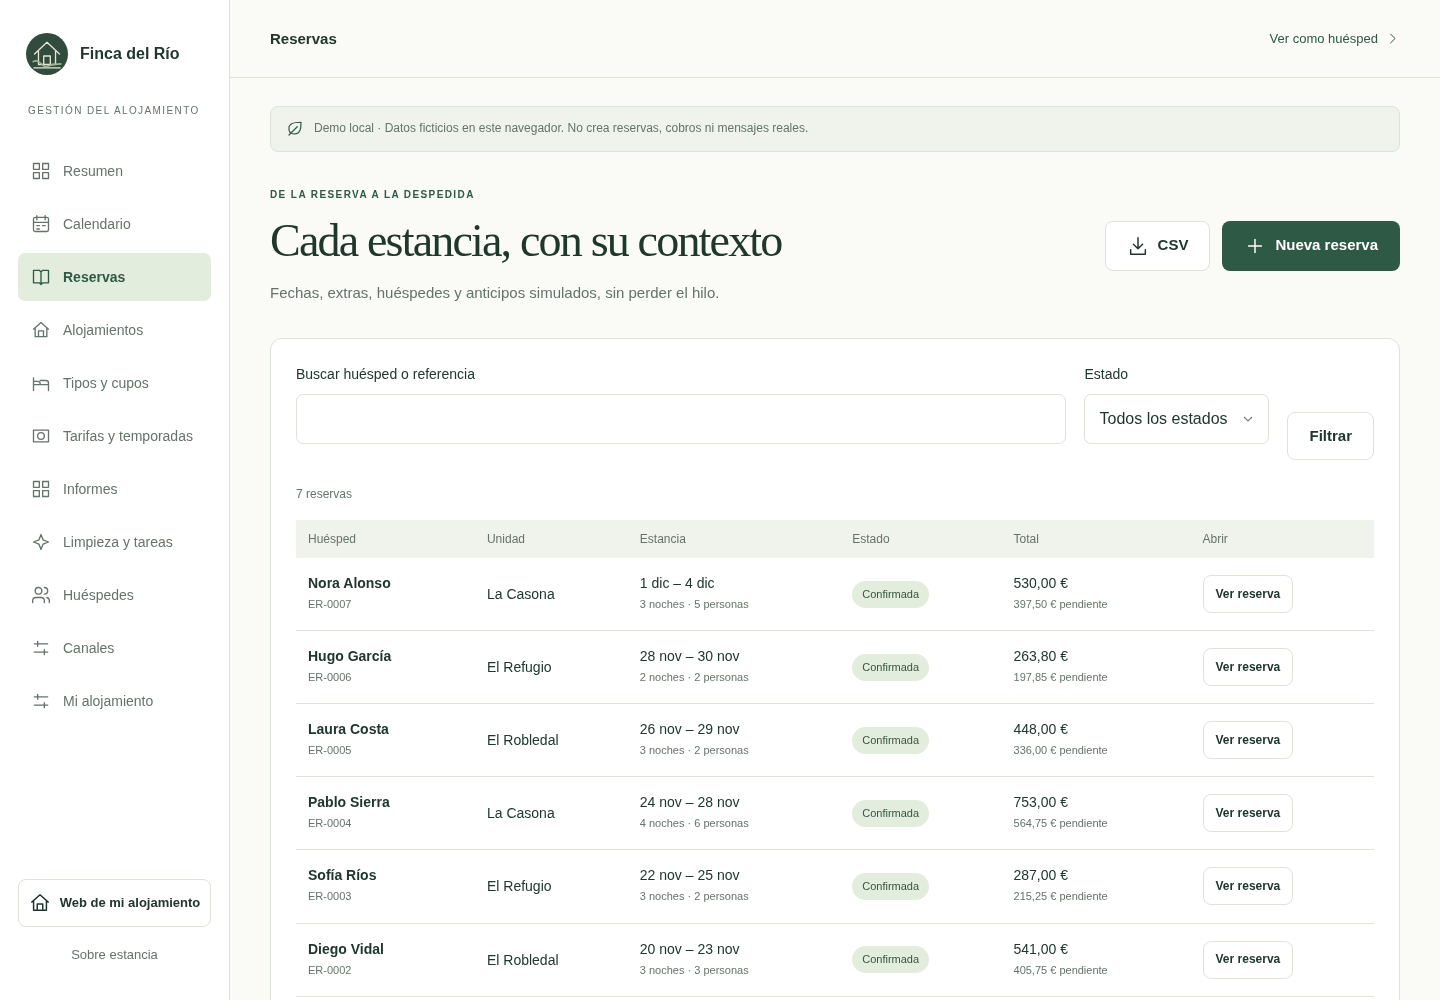 Finca del Río
GESTIÓN DEL ALOJAMIENTO
Resumen
Calendario
Reservas
Alojamientos
Tipos y cupos
Tarifas y temporadas
Informes
Limpieza y tareas
Huéspedes
Canales
Mi alojamiento
Web de mi alojamiento
Sobre estancia
Reservas
Ver como huésped
Demo local · Datos ficticios en este navegador. No crea reservas, cobros ni mensajes reales.
DE LA RESERVA A LA DESPEDIDA
Cada estancia, con su contexto
CSV
Nueva reserva
Fechas, extras, huéspedes y anticipos simulados, sin perder el hilo.
Buscar huésped o referencia
Estado
Todos los estados
Filtrar
7 reservas
Huésped Unidad Estancia Estado Total Abrir
Nora Alonso 1 dic – 4 dic 530,00 €
La Casona Confirmada Ver reserva
ER-0007 3 noches · 5 personas 397,50 € pendiente
Hugo García 28 nov – 30 nov 263,80 €
El Refugio Confirmada Ver reserva
ER-0006 2 noches · 2 personas 197,85 € pendiente
Laura Costa 26 nov – 29 nov 448,00 €
El Robledal Confirmada Ver reserva
ER-0005 3 noches · 2 personas 336,00 € pendiente
Pablo Sierra 24 nov – 28 nov 753,00 €
La Casona Confirmada Ver reserva
ER-0004 4 noches · 6 personas 564,75 € pendiente
Sofía Ríos 22 nov – 25 nov 287,00 €
El Refugio Confirmada Ver reserva
ER-0003 3 noches · 2 personas 215,25 € pendiente
Diego Vidal 20 nov – 23 nov 541,00 €
El Robledal Confirmada Ver reserva
ER-0002 3 noches · 3 personas 405,75 € pendiente